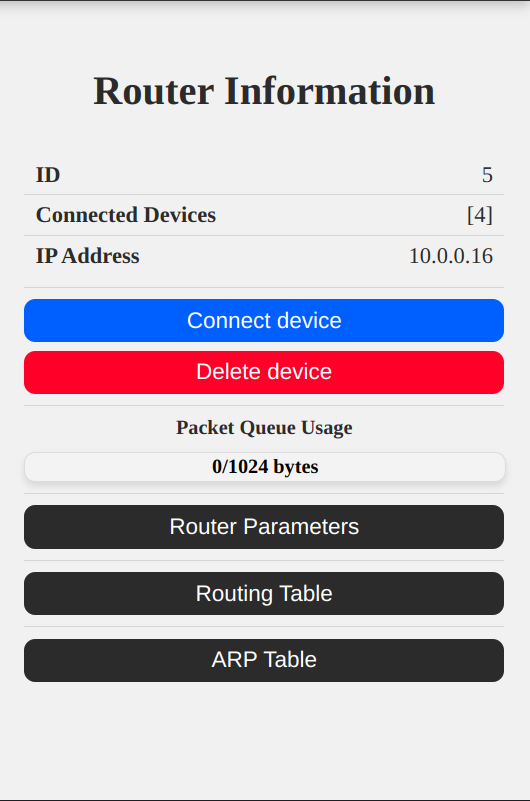 Router Information
ID 5
Connected Devices [4]
IP Address 10.0.0.16
Connect device
Delete device
Packet Queue Usage
0/1024 bytes
Router Parameters
Routing Table
ARP Table